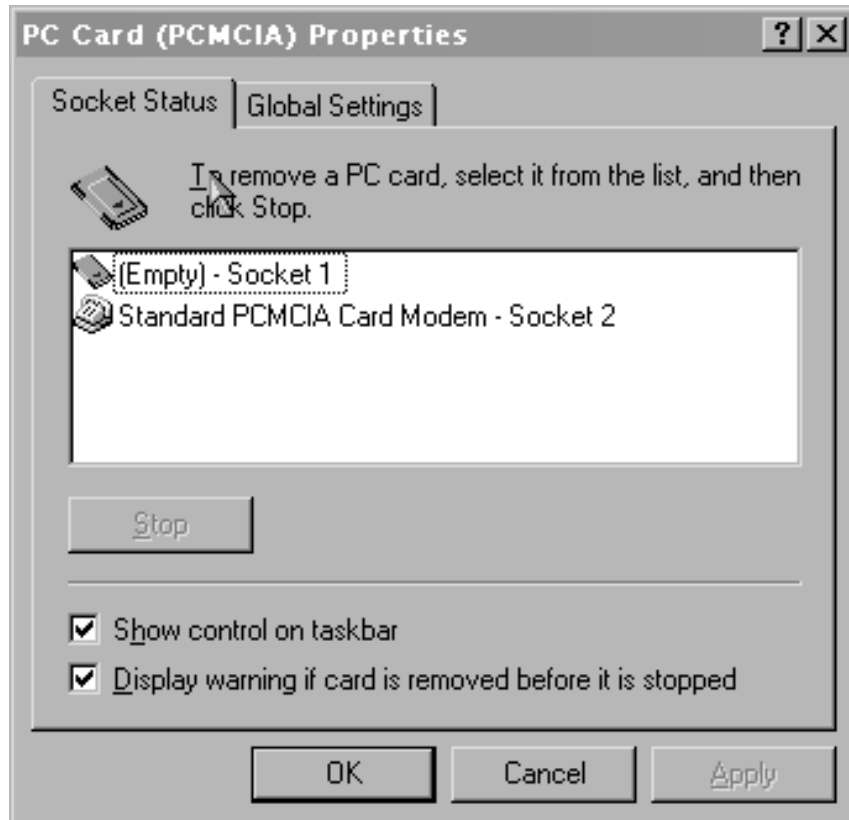 PC Card (PCMCIA) Properties
Socket Status
Global Settings
To remove a PC card, select it from the list, and then
click Stop.
(Empty) - Socket 1
Standard PCMCIA Card Modem - Socket 2
Stop
Show control on taskbar
Display warning if card is removed before it is stopped
OK
Cancel
Apply